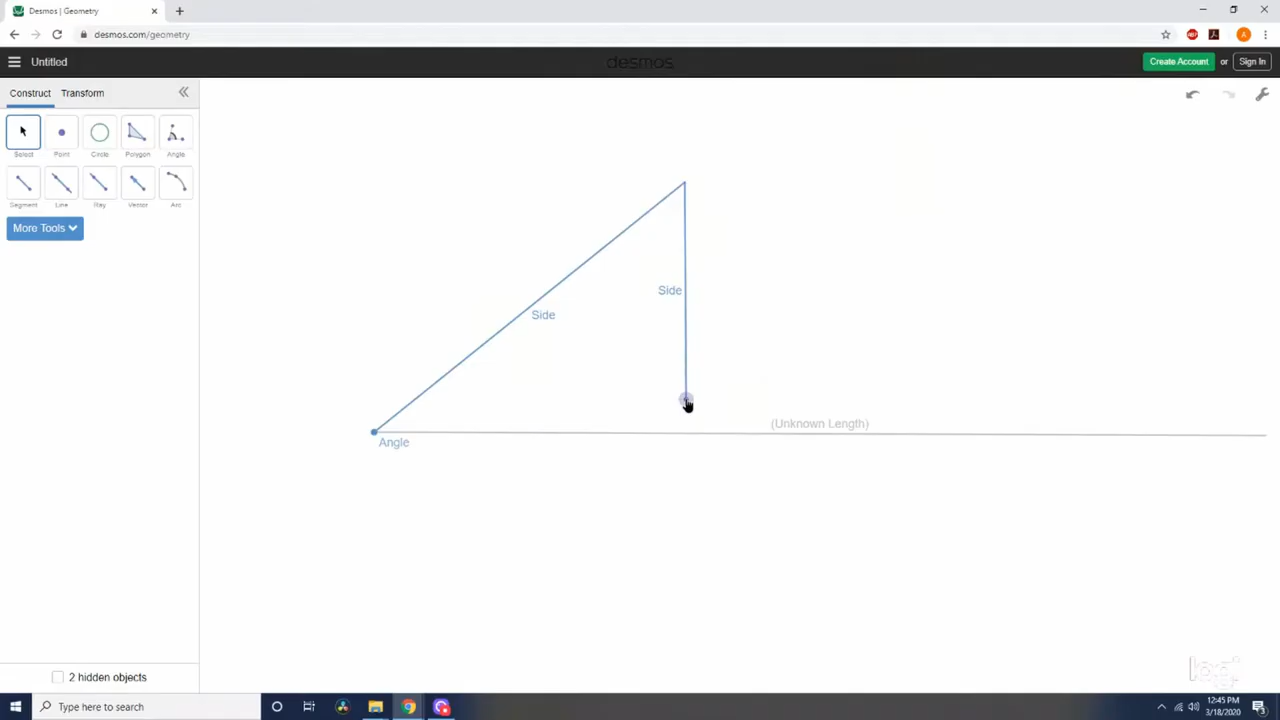 Desmos | Geometry
desmos.com/geometry
Untitled
desmos
Create Account or Sign In
Construct Transform
Select Point Circle Polygon Angle
Segment Line Ray Vector Arc
More Tools
Side
Side
(Unknown Length)
Angle
2 hidden objects
Type here to search
12:45 PM
3/18/2020
3